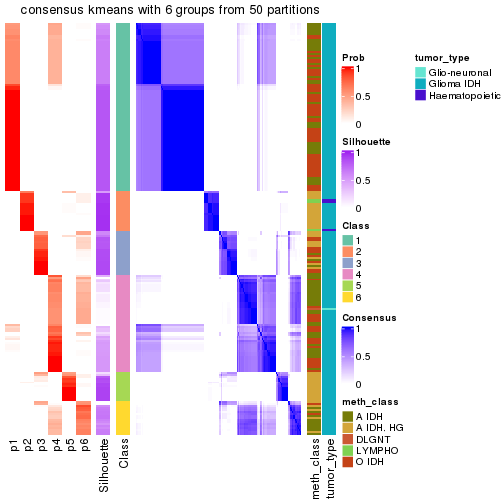 consensus kmeans with 6 groups from 50 partitions
Prob
1
0.5
0
Silhouette
1
0.5
0
Class
1
2
3
4
5
6
Consensus
1
0.5
0
meth_class
A IDH
A IDH. HG
DLGNT
LYMPHO
O IDH
tumor_type
Glio-neuronal
Glioma IDH
Haematopoietic
p1
p2
p3
p4
p5
p6
Silhouette
Class
meth_class
tumor_type